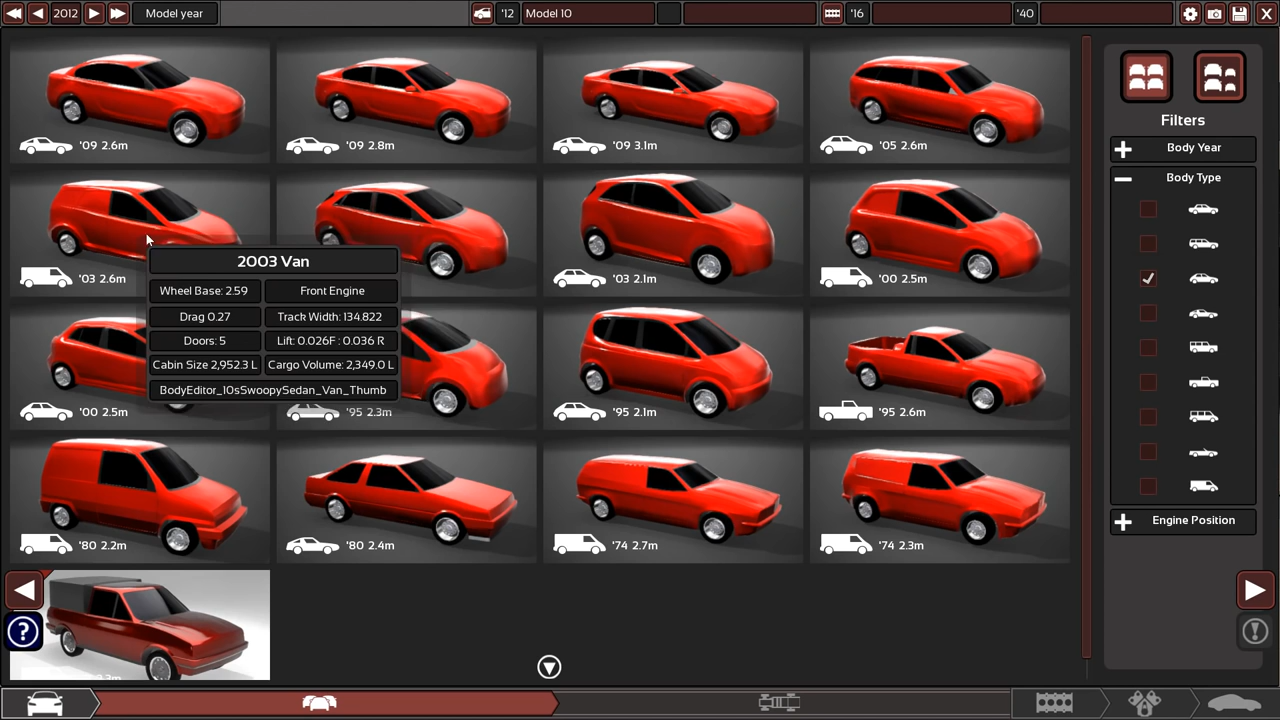 2012 Model year '12 Model 10 '16 '40
'09 2.6m '09 2.8m '09 3.1m '05 2.6m
'03 2.6m '03 2.1m '00 2.5m
2003 Van
Wheel Base: 2.59 Front Engine
Drag 0.27 Track Width: 134.822
Doors: 5 Lift: 0.026F : 0.036 R
Cabin Size 2,952.3 L Cargo Volume: 2,349.0 L
BodyEditor_10sSwoopySedan_Van_Thumb
'00 2.5m '95 2.3m '95 2.1m '95 2.6m
'80 2.2m '80 2.4m '74 2.7m '74 2.3m
?
Filters
Body Year
Body Type
Engine Position